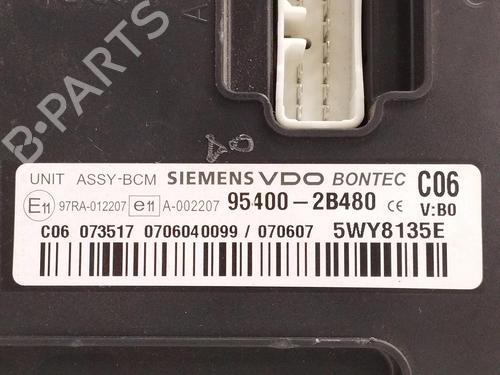 B-PARTS
UNIT ASSY-BCM SIEMENS VDO BONTEC C06
E11 97RA-012207 e11 A-002207 95400-2B480 CE V:B0
C06 073517 0706040099 / 070607 5WY8135E